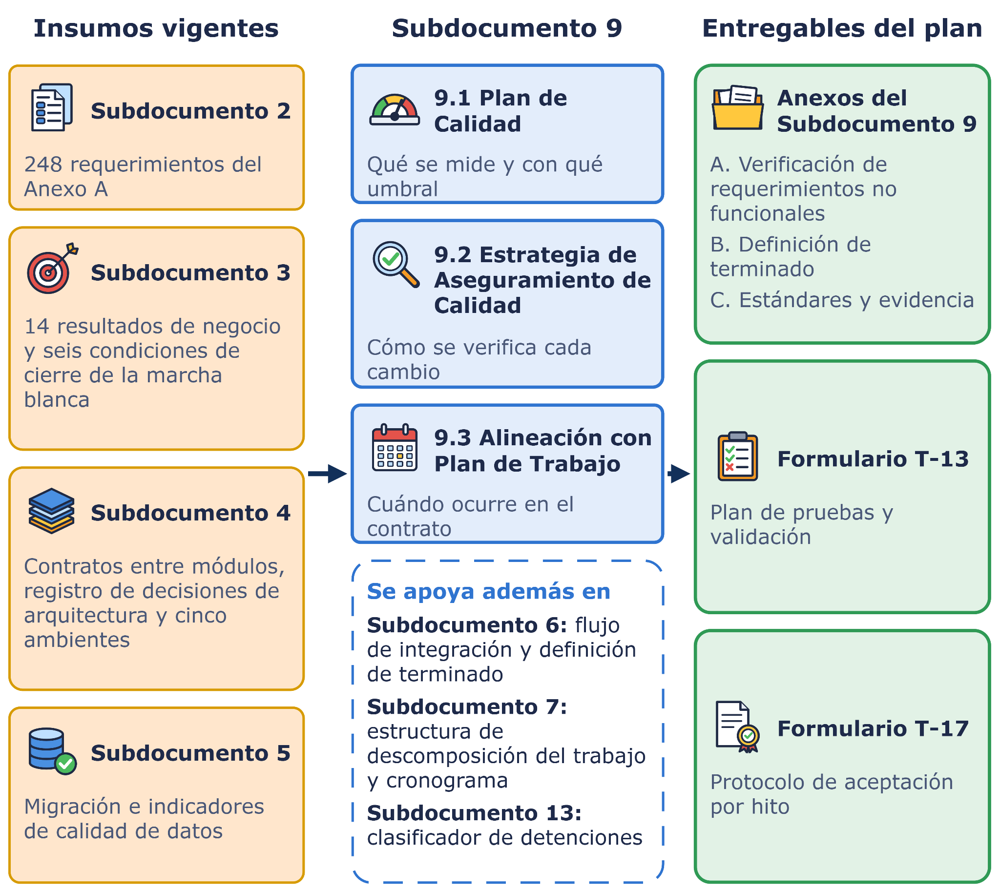 Insumos vigentes
Subdocumento 2
248 requerimientos del
Anexo A
Subdocumento 3
14 resultados de negocio
y seis condiciones de
cierre de la marcha
blanca
Subdocumento 4
Contratos entre módulos,
registro de decisiones de
arquitectura y cinco
ambientes
Subdocumento 5
Migración e indicadores
de calidad de datos
Subdocumento 9
9.1 Plan de
Calidad
Qué se mide y con qué
umbral
9.2 Estrategia de
Aseguramiento de
Calidad
Cómo se verifica cada
cambio
9.3 Alineación con
Plan de Trabajo
Cuándo ocurre en el
contrato
Se apoya además en
Subdocumento 6: flujo
de integración y definición
de terminado
Subdocumento 7:
estructura de
descomposición del trabajo
y cronograma
Subdocumento 13:
clasificador de detenciones
Entregables del plan
Anexos del
Subdocumento 9
A. Verificación de
requerimientos no
funcionales
B. Definición de
terminado
C. Estándares y evidencia
Formulario T-13
Plan de pruebas y
validación
Formulario T-17
Protocolo de aceptación
por hito